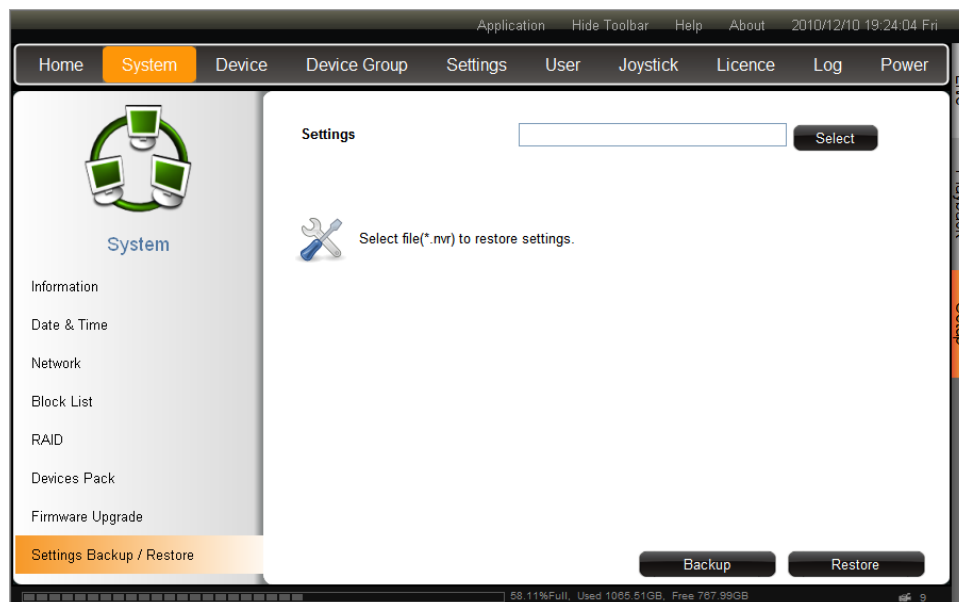 Application Hide Toolbar Help About 2010/12/10 19:24:04 Fri
Home System Device Device Group Settings User Joystick Licence Log Power
Settings Select
Select file(*.nvr) to restore settings.
System
Information
Date & Time
Network
Block List
RAID
Devices Pack
Firmware Upgrade
Settings Backup / Restore
Backup Restore
58.11%Full, Used 1065.51GB, Free 767.99GB 9